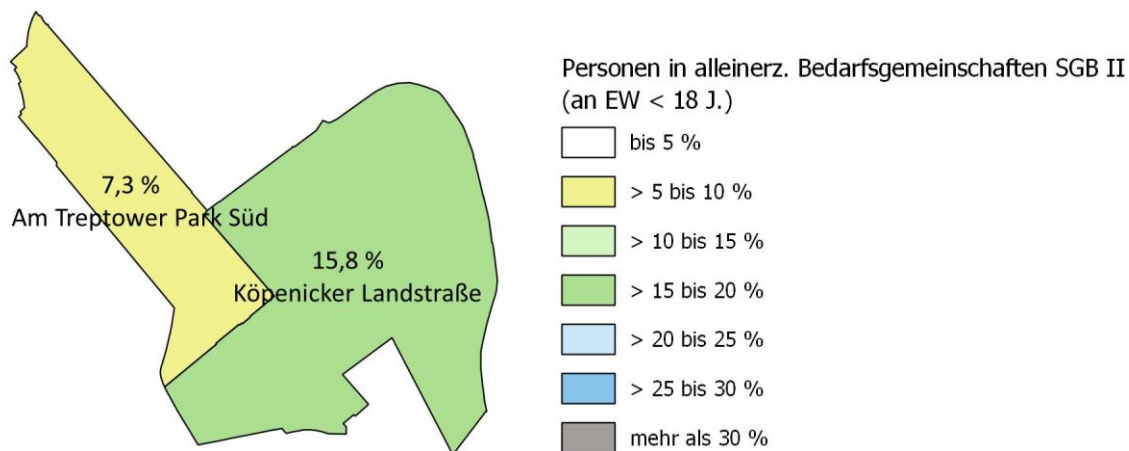 7,3 %
Am Treptower Park Süd
15,8 %
Köpenicker Landstraße
Personen in alleinerz. Bedarfsgemeinschaften SGB II
(an EW < 18 J.)
bis 5 %
> 5 bis 10 %
> 10 bis 15 %
> 15 bis 20 %
> 20 bis 25 %
> 25 bis 30 %
mehr als 30 %